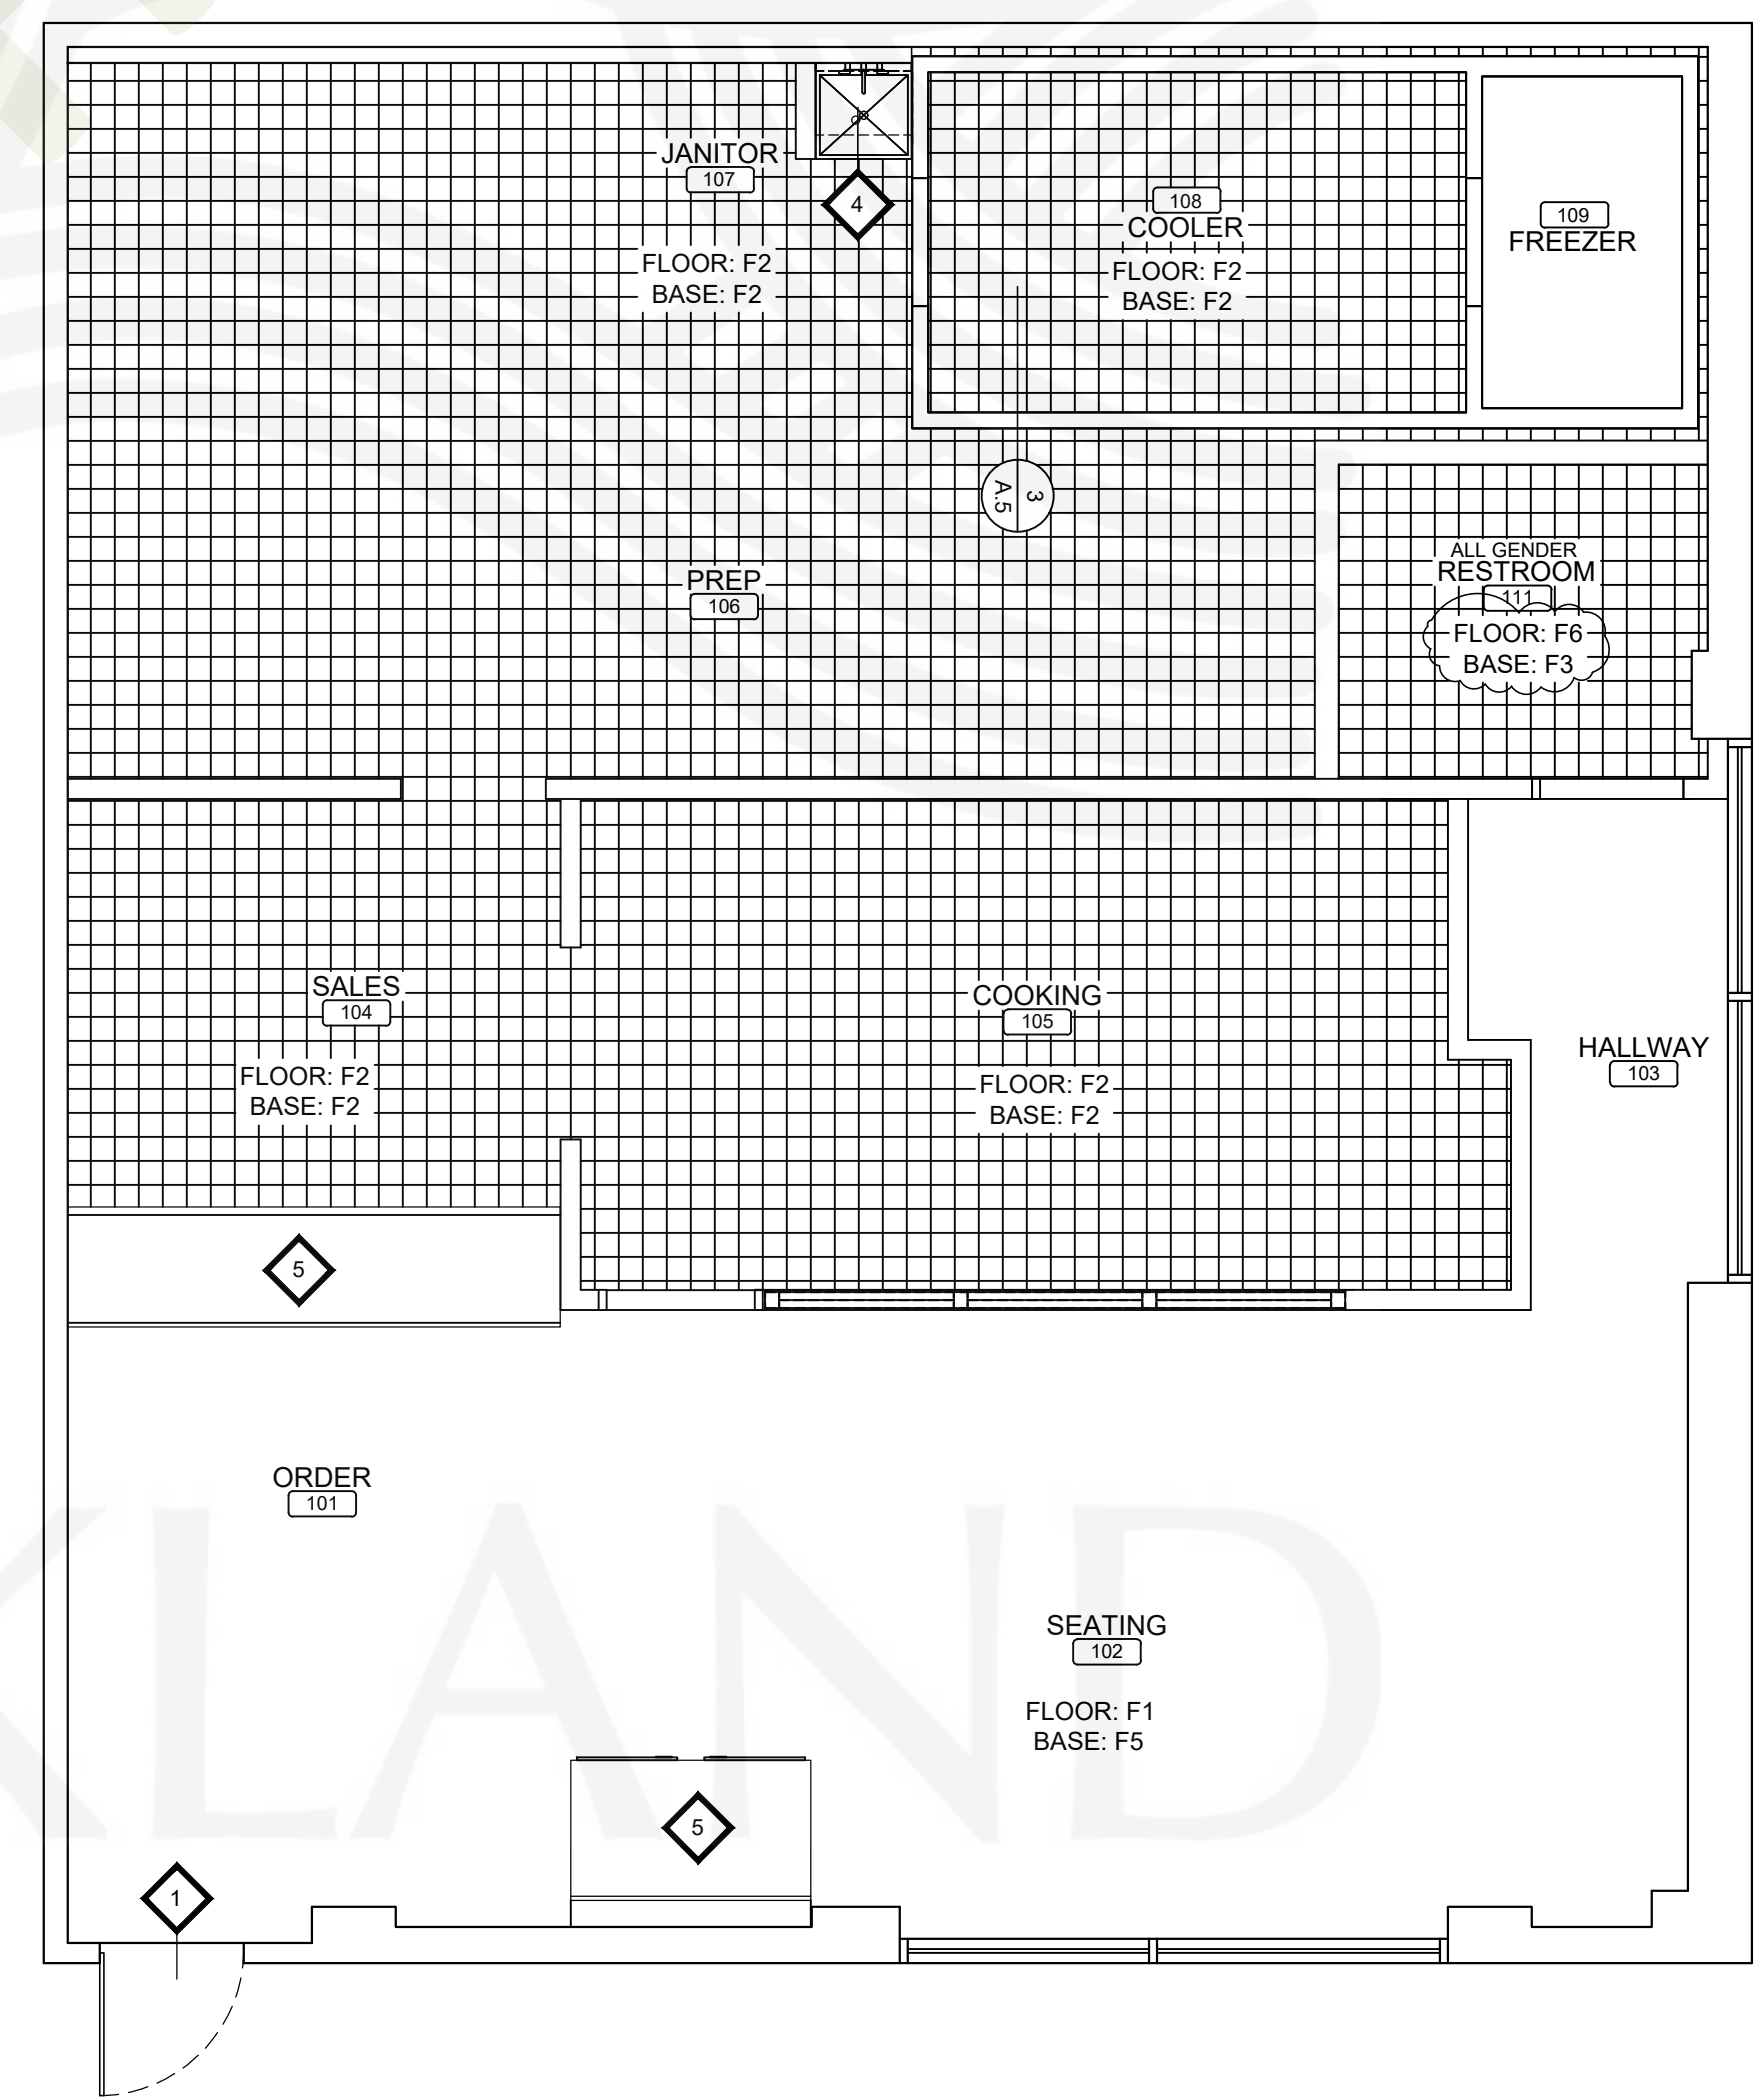 JANITOR
107
4
FLOOR: F2
BASE: F2
108
COOLER
FLOOR: F2
BASE: F2
109
FREEZER
3
A.5
ALL GENDER
RESTROOM
111
FLOOR: F6
BASE: F3
PREP
106
SALES
104
FLOOR: F2
BASE: F2
COOKING
105
FLOOR: F2
BASE: F2
HALLWAY
103
5
ORDER
101
SEATING
102
FLOOR: F1
BASE: F5
5
1
KLAND